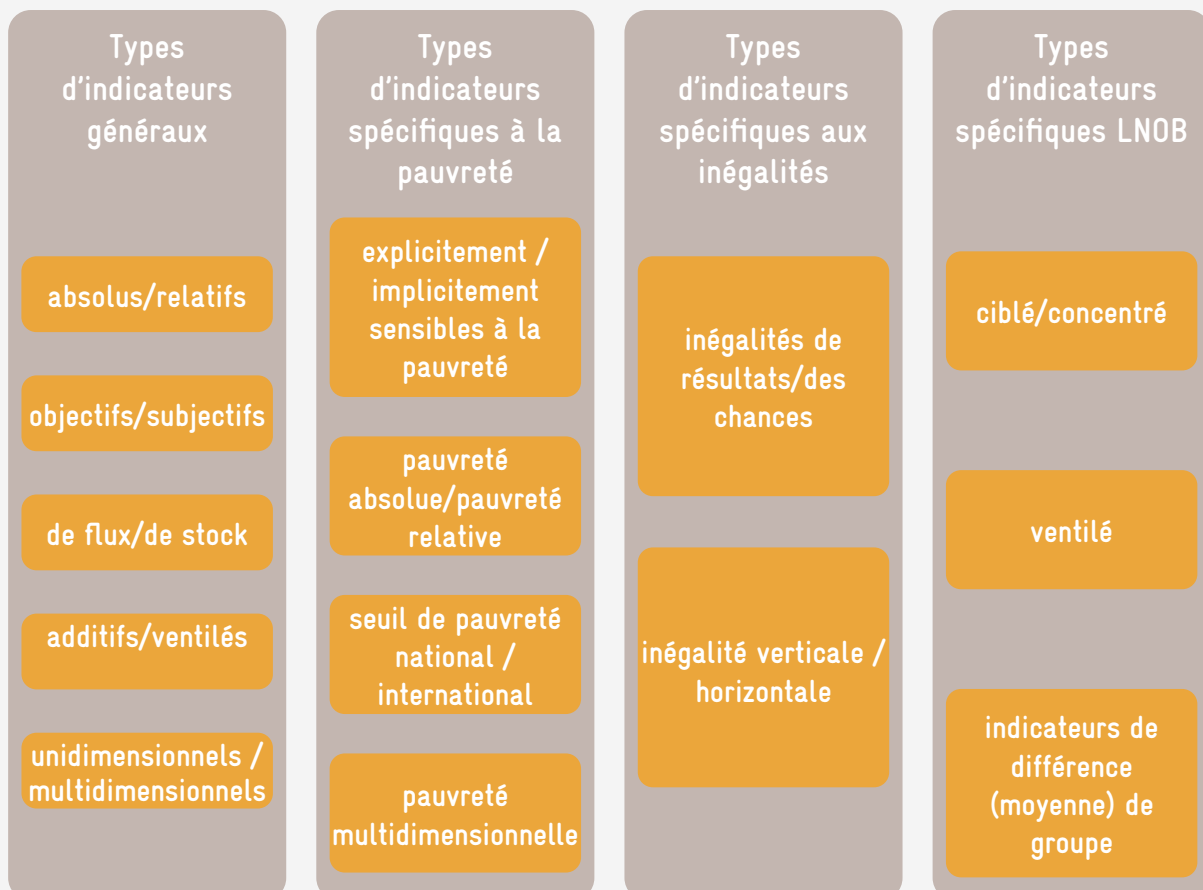 Types
d'indicateurs
généraux
absolus/relatifs
objectifs/subjectifs
de flux/de stock
additifs/ventilés
unidimensionnels /
multidimensionnels
Types
d'indicateurs
spécifiques à la
pauvreté
explicitement /
implicitement
sensibles à la
pauvreté
pauvreté
absolue/pauvreté
relative
seuil de pauvreté
national /
international
pauvreté
multidimensionnelle
Types
d'indicateurs
spécifiques aux
inégalités
inégalités de
résultats/des
chances
inégalité verticale /
horizontale
Types
d'indicateurs
spécifiques LNOB
ciblé/concentré
ventilé
indicateurs de
différence
(moyenne) de
groupe